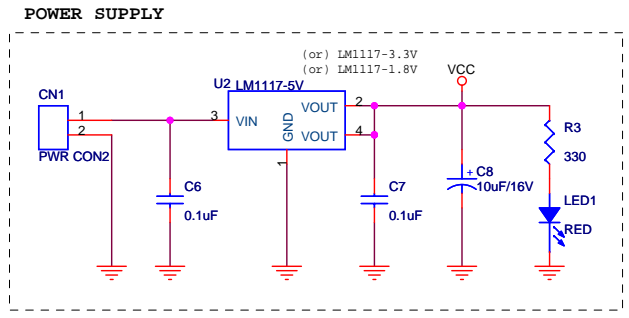 POWER SUPPLY
(or) LM1117-3.3V
(or) LM1117-1.8V
VCC
U2 LM1117-5V
CN1
1
2
PWR CON2
3
VIN
VOUT
2
GND
VOUT
4
1
C6
0.1uF
C7
0.1uF
+ C8
10uF/16V
R3
330
LED1
RED